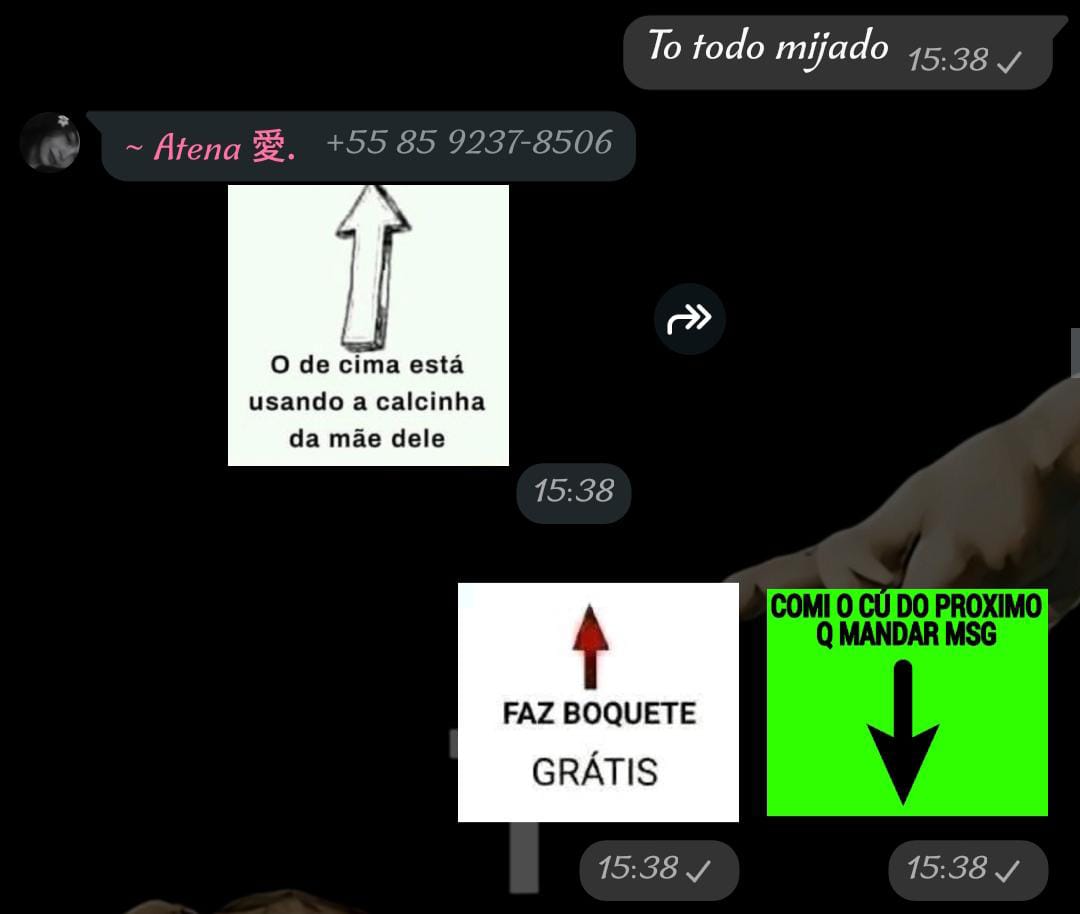 To todo mijado 15:38
~ Atena 愛. +55 85 9237-8506
O de cima está
usando a calcinha
da mãe dele
15:38
FAZ BOQUETE
GRÁTIS
15:38
COMI O CÚ DO PROXIMO
Q MANDAR MSG
15:38